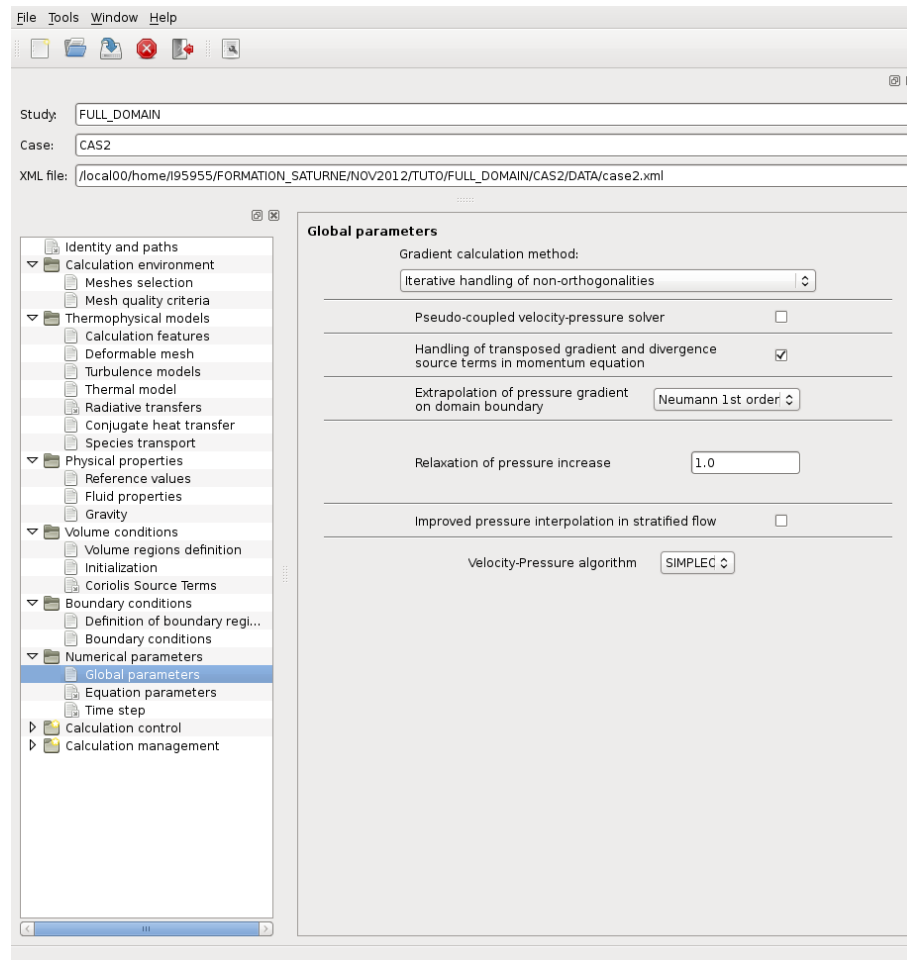 File Tools Window Help
Study: FULL_DOMAIN
Case: CAS2
XML file: /local00/home/I95955/FORMATION_SATURNE/NOV2012/TUTO/FULL_DOMAIN/CAS2/DATA/case2.xml
Identity and paths
Calculation environment
Meshes selection
Mesh quality criteria
Thermophysical models
Calculation features
Deformable mesh
Turbulence models
Thermal model
Radiative transfers
Conjugate heat transfer
Species transport
Physical properties
Reference values
Fluid properties
Gravity
Volume conditions
Volume regions definition
Initialization
Coriolis Source Terms
Boundary conditions
Definition of boundary regi...
Boundary conditions
Numerical parameters
Global parameters
Equation parameters
Time step
Calculation control
Calculation management
Global parameters
Gradient calculation method:
Iterative handling of non-orthogonalities
Pseudo-coupled velocity-pressure solver
Handling of transposed gradient and divergence
source terms in momentum equation
Extrapolation of pressure gradient
on domain boundary
Neumann 1st order
Relaxation of pressure increase
1.0
Improved pressure interpolation in stratified flow
Velocity-Pressure algorithm
SIMPLEC